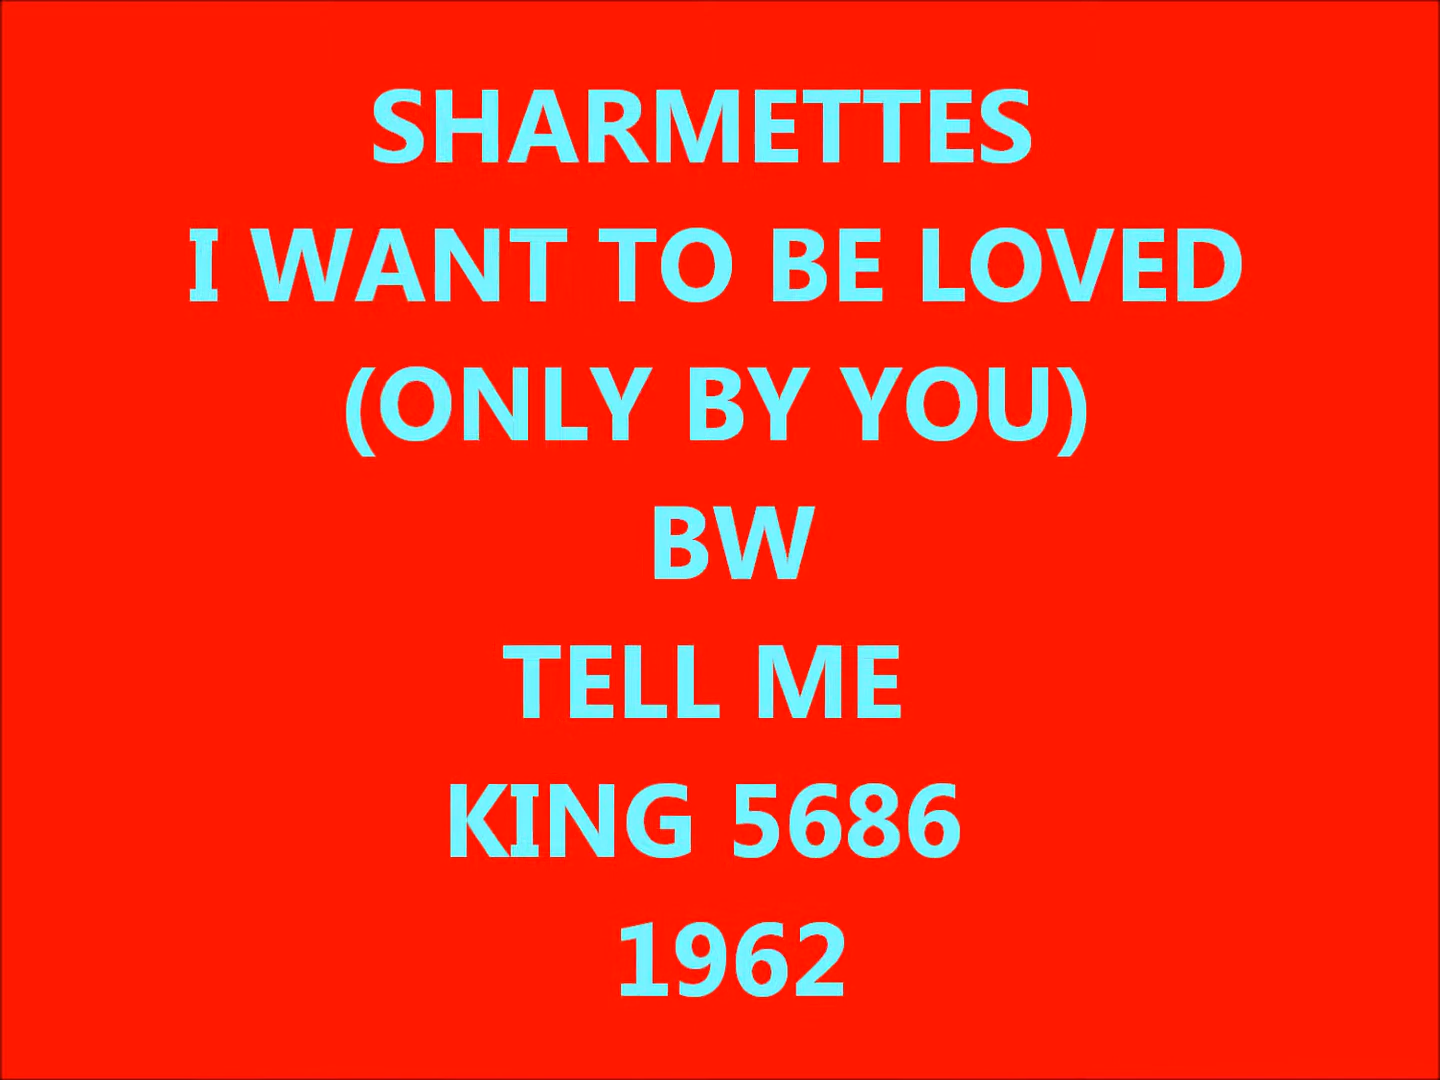 SHARMETTES
I WANT TO BE LOVED
(ONLY BY YOU)
BW
TELL ME
KING 5686
1962